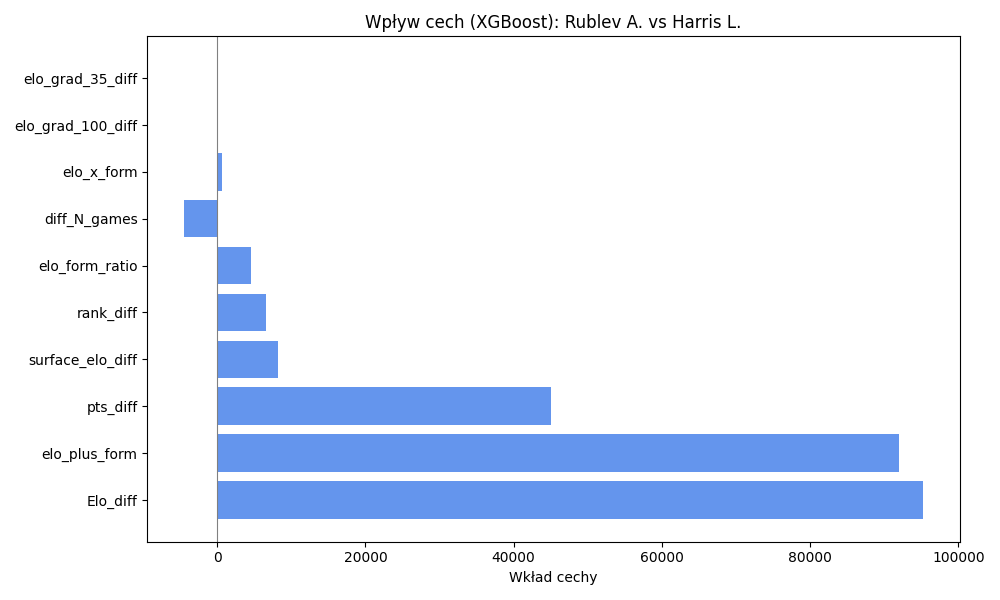 Wpływ cech (XGBoost): Rublev A. vs Harris L.
elo_grad_35_diff
elo_grad_100_diff
elo_x_form
diff_N_games
elo_form_ratio
rank_diff
surface_elo_diff
pts_diff
elo_plus_form
Elo_diff
0 20000 40000 60000 80000 100000
Wkład cechy